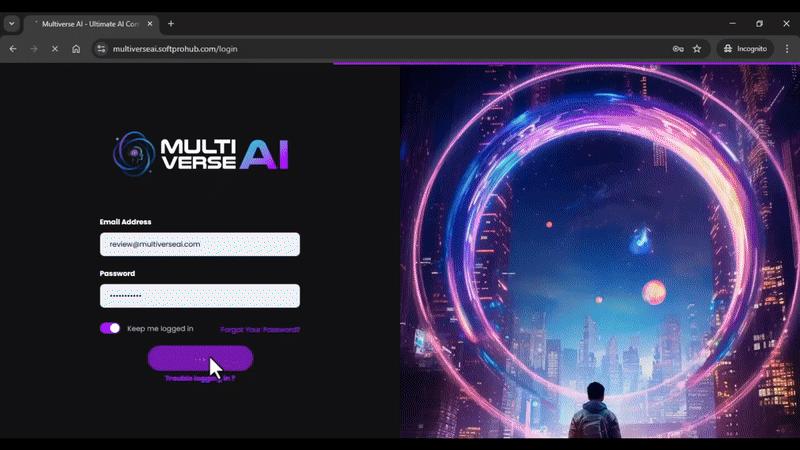 Multiverse AI - Ultimate AI Con
multiverseai.softprohub.com/login
Incognito
MULTI
VERSE AI
Email Address
review@multiverseai.com
Password
•••••••••••
Keep me logged in
Forgot Your Password?
Trouble logging in ?